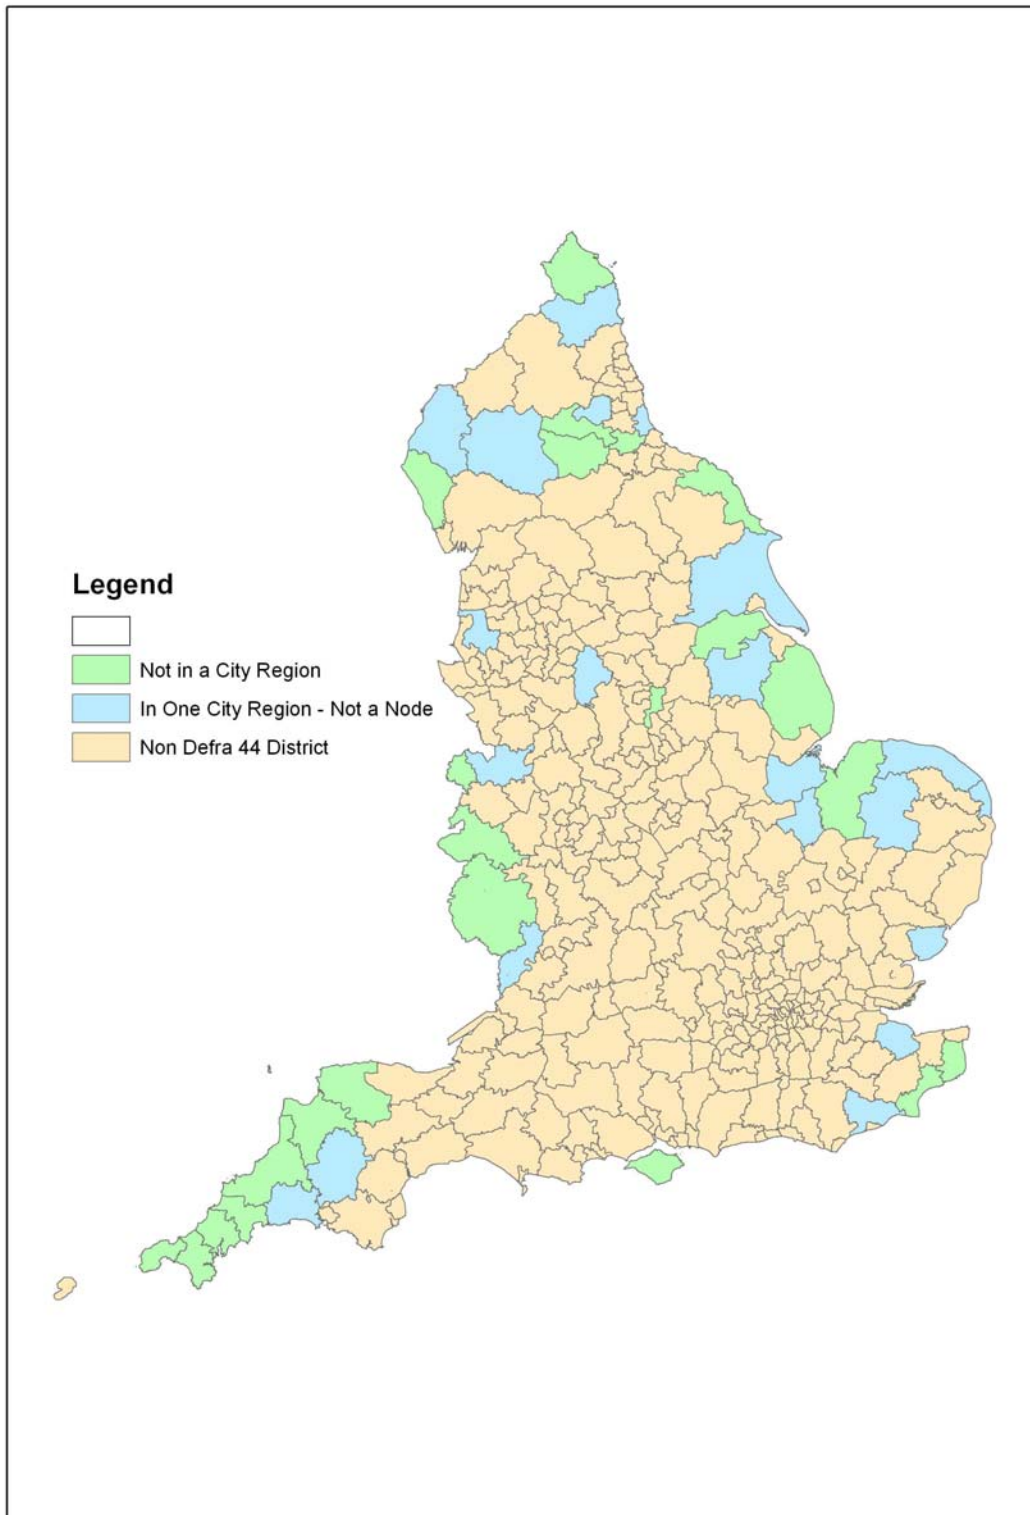 Legend
Not in a City Region
In One City Region - Not a Node
Non Defra 44 District